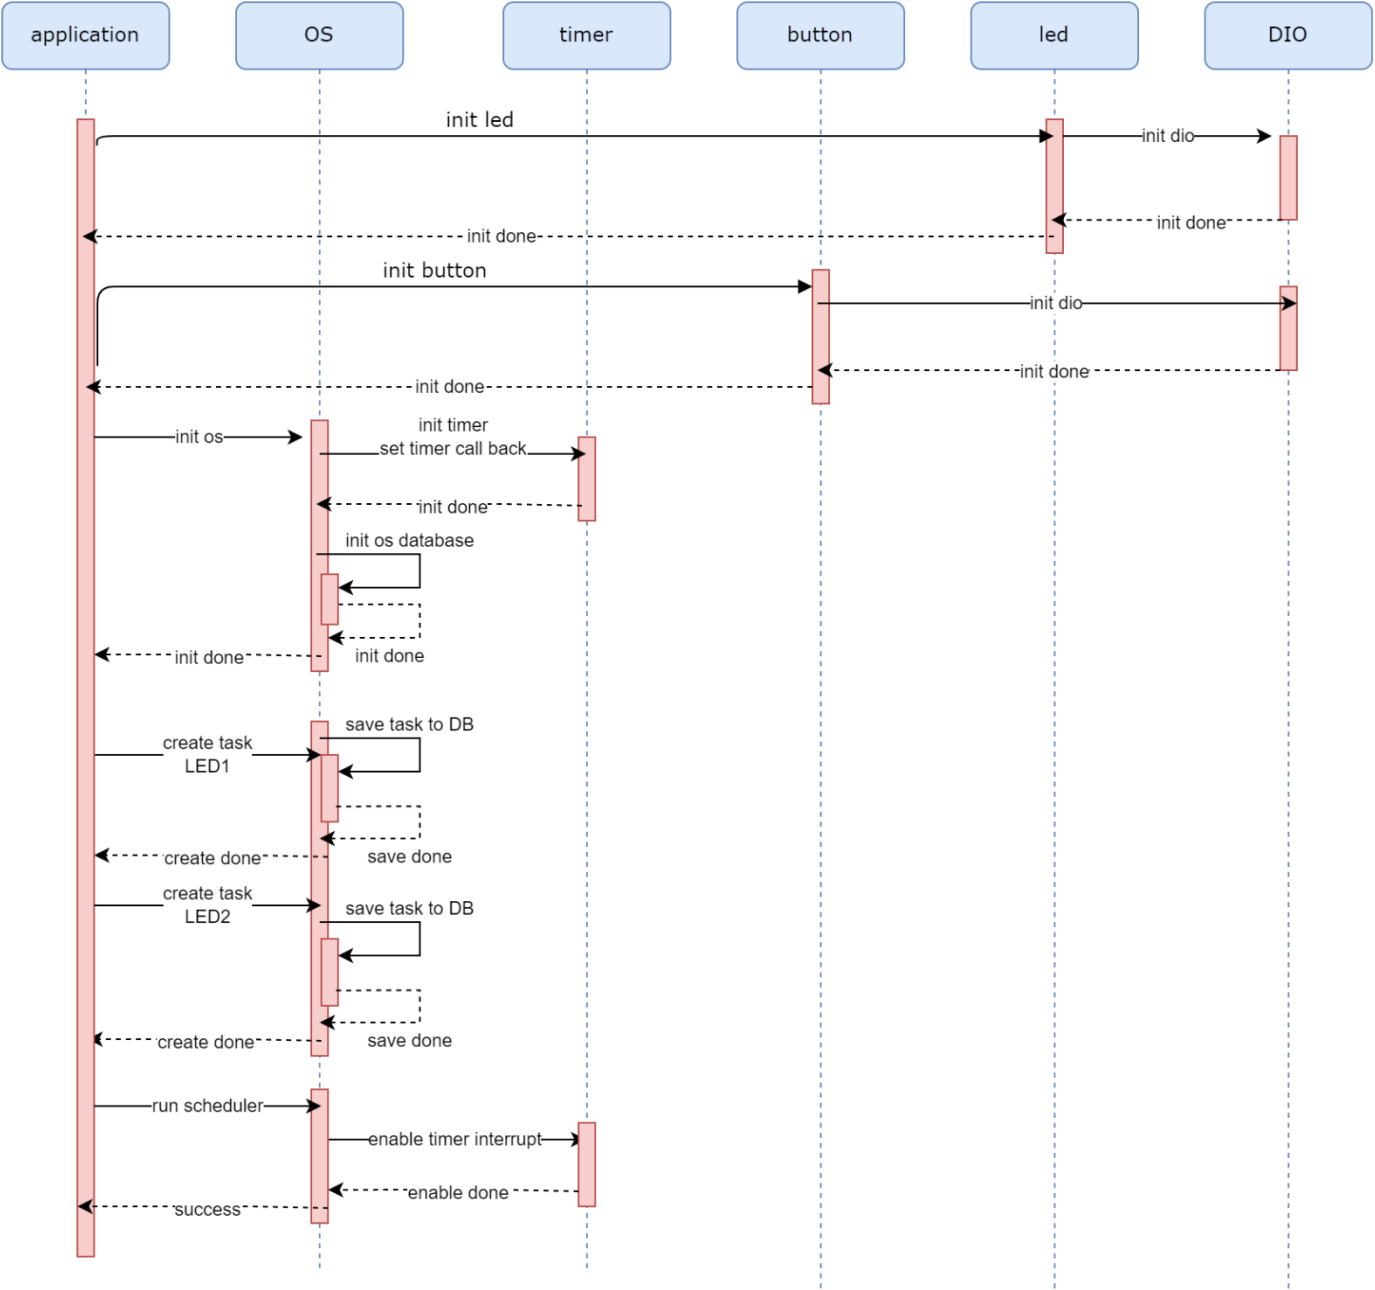 application
OS
timer
button
led
DIO
init led
init dio
init done
init done
init button
init dio
init done
init done
init os
init timer
set timer call back
init done
init os database
init done
init done
save task to DB
create task
LED1
save done
create done
create task
LED2
save task to DB
save done
create done
run scheduler
enable timer interrupt
enable done
success